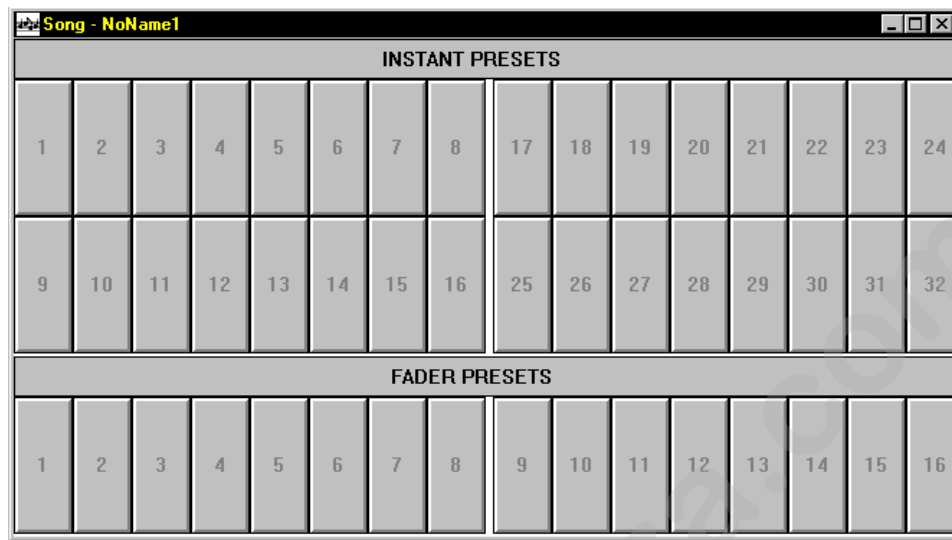 Song - NoName1
INSTANT PRESETS
1 2 3 4 5 6 7 8 17 18 19 20 21 22 23 24
9 10 11 12 13 14 15 16 25 26 27 28 29 30 31 32
FADER PRESETS
1 2 3 4 5 6 7 8 9 10 11 12 13 14 15 16